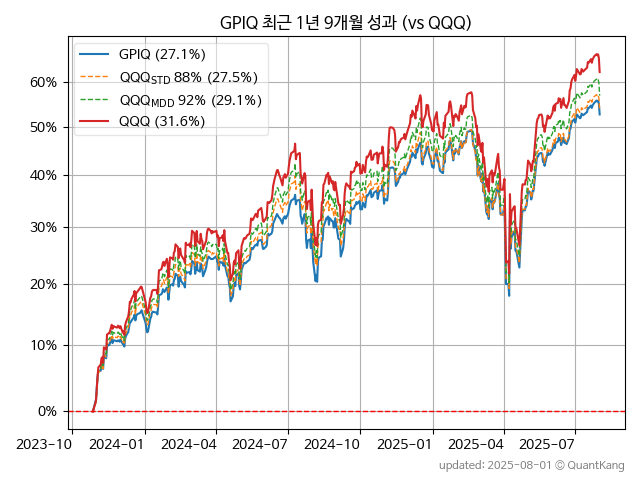 GPIQ 최근 1년 9개월 성과 (vs QQQ)
GPIQ (27.1%)
QQQSTD 88% (27.5%)
QQQMDD 92% (29.1%)
QQQ (31.6%)
60%
50%
40%
30%
20%
10%
0%
2023-10 2024-01 2024-04 2024-07 2024-10 2025-01 2025-04 2025-07
updated: 2025-08-01 © QuantKang